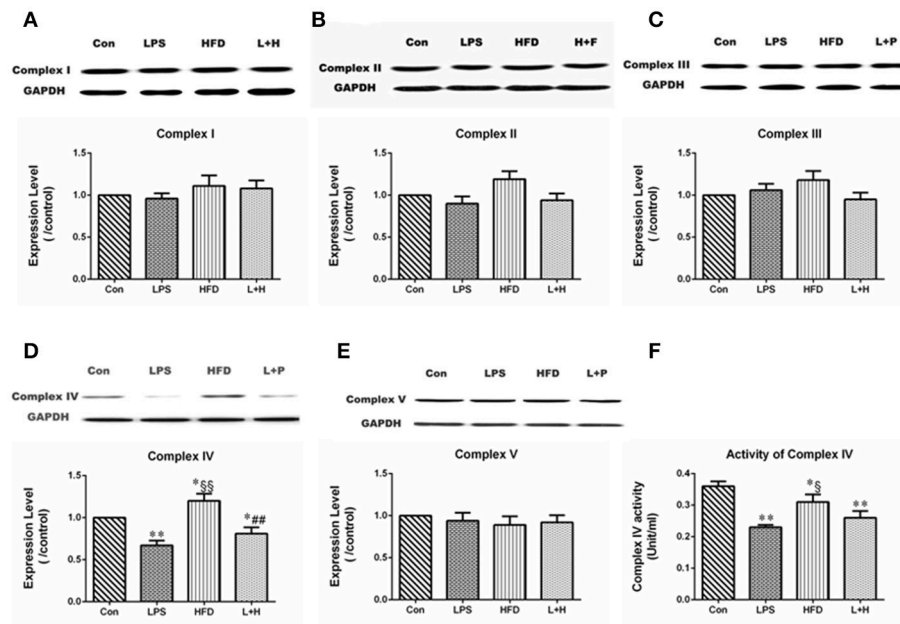 A
Con LPS HFD L+H
Complex I
GAPDH
Complex I
Expression Level
( /control)
1.5
1.0
0.5
0.0
Con LPS HFD L+H
B
Con LPS HFD H+F
Complex II
GAPDH
Complex II
Expression Level
( /control)
1.5
1.0
0.5
0.0
Con LPS HFD L+H
C
Con LPS HFD L+P
Complex III
GAPDH
Complex III
Expression Level
( /control)
1.5
1.0
0.5
0.0
Con LPS HFD L+H
D
Con LPS HFD L+P
Complex IV
GAPDH
Complex IV
Expression Level
( /control)
1.5
1.0
0.5
0.0
**
*§§
*##
Con LPS HFD L+H
E
Con LPS HFD L+P
Complex V
GAPDH
Complex V
Expression Level
( /control)
1.5
1.0
0.5
0.0
Con LPS HFD L+H
F
Activity of Complex IV
Complex IV activity
(Unit/ml)
0.4
0.3
0.2
0.1
0.0
**
*§
**
Con LPS HFD L+H